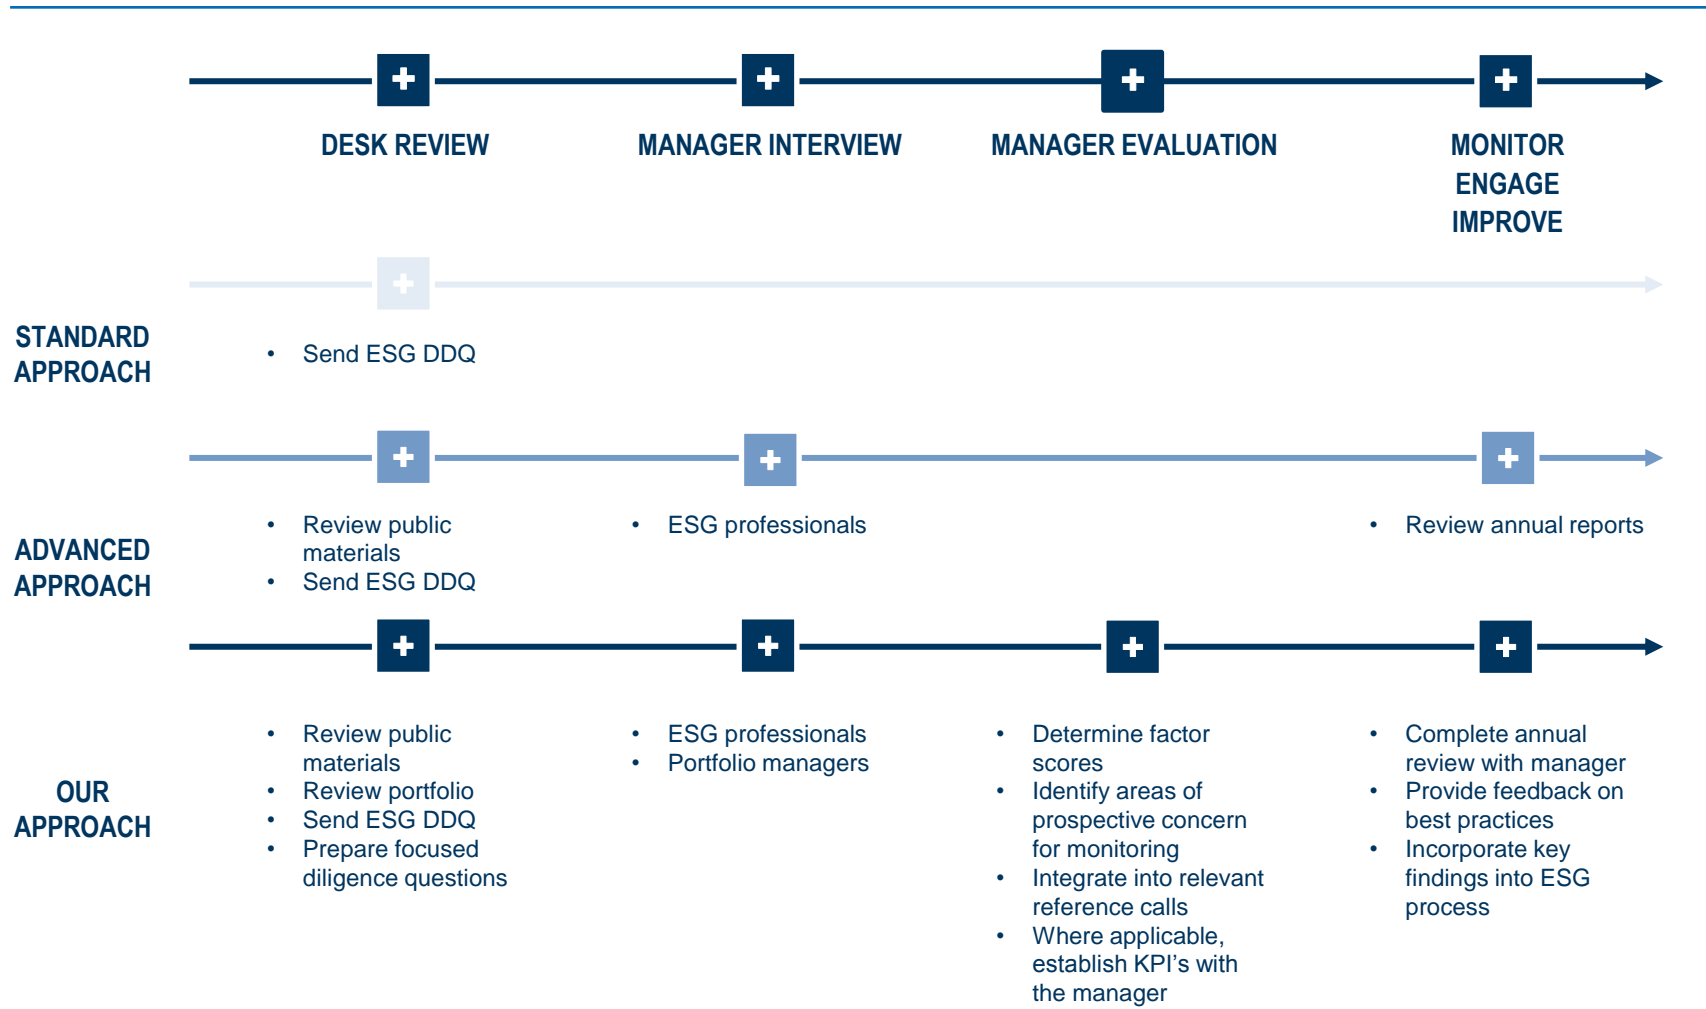 DESK REVIEW
MANAGER INTERVIEW
MANAGER EVALUATION
MONITOR
ENGAGE
IMPROVE
STANDARD
APPROACH
• Send ESG DDQ
ADVANCED
APPROACH
• Review public
materials
• Send ESG DDQ
• ESG professionals
• Review annual reports
OUR
APPROACH
• Review public
materials
• Review portfolio
• Send ESG DDQ
• Prepare focused
diligence questions
• ESG professionals
• Portfolio managers
• Determine factor
scores
• Identify areas of
prospective concern
for monitoring
• Integrate into relevant
reference calls
• Where applicable,
establish KPI's with
the manager
• Complete annual
review with manager
• Provide feedback on
best practices
• Incorporate key
findings into ESG
process